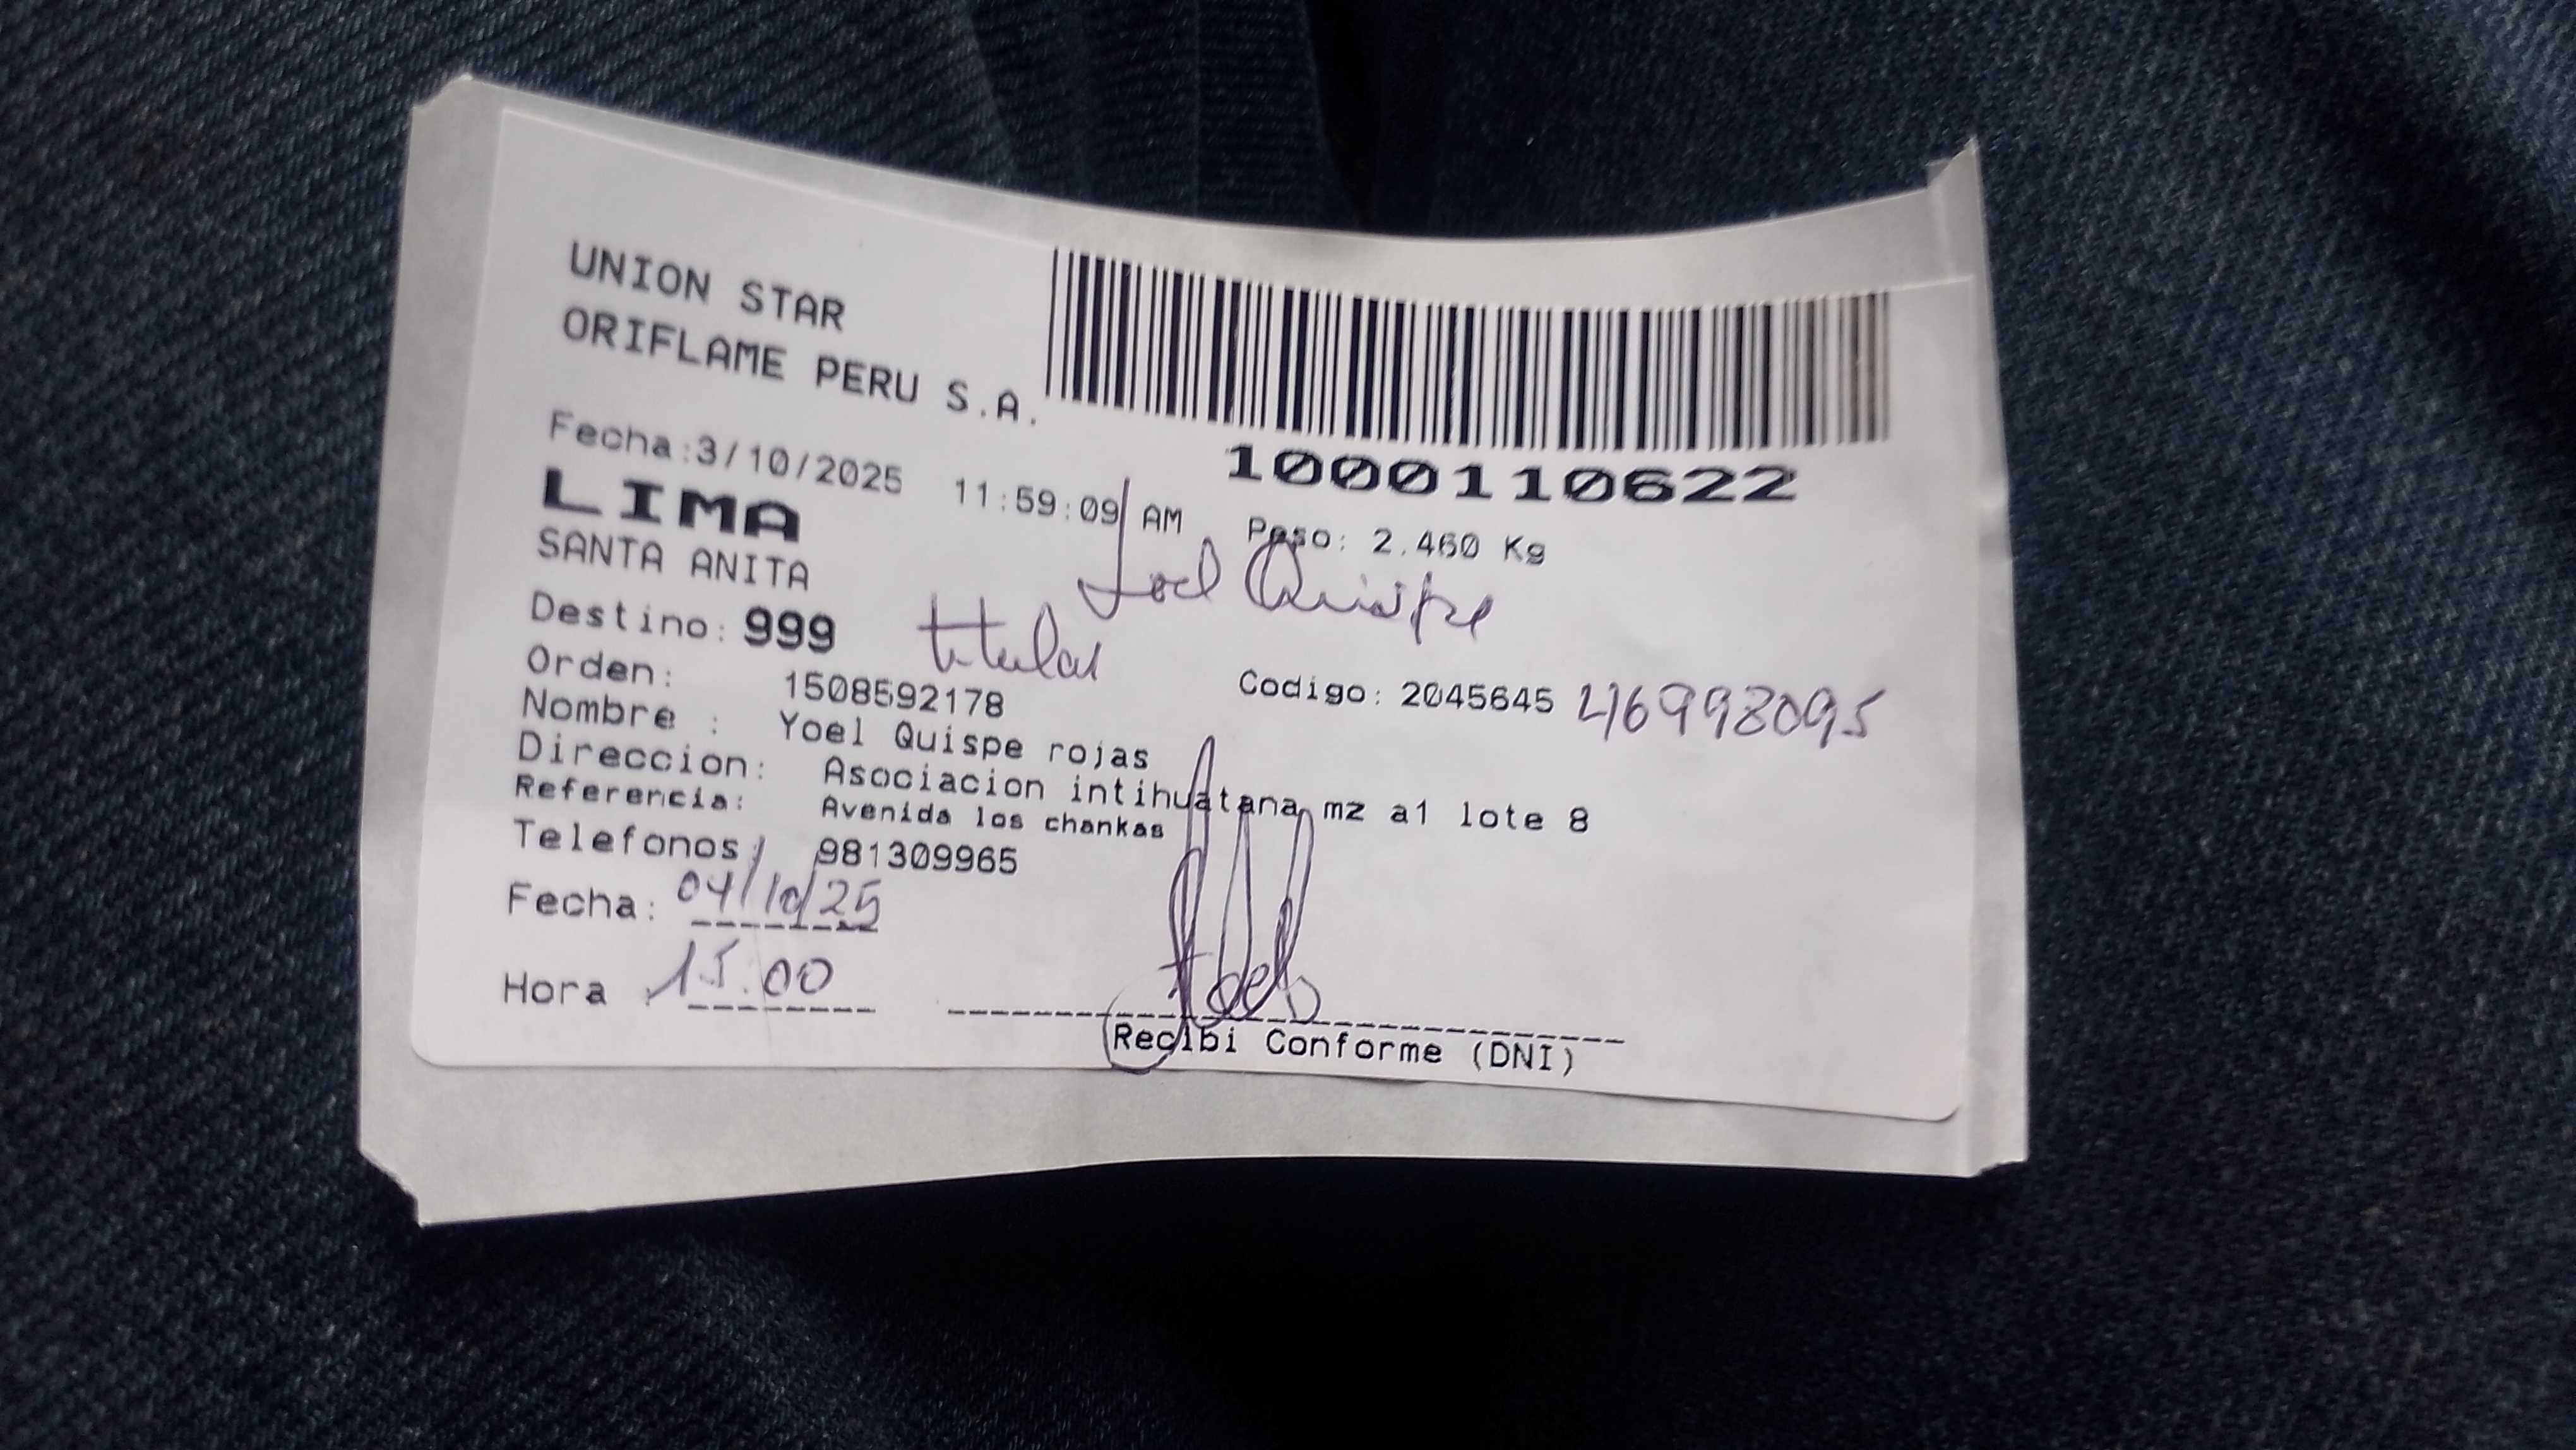 UNION STAR
ORIFLAME PERU S.A.
1000110622
Fecha:3/10/2025 11:59:09 AM Peso: 2.460 Kg
LIMA
SANTA ANITA
Joel Quispe
Destino: 999 titular
Orden: 1508592178 Codigo: 2045645
Nombre : Yoel Quispe rojas
Direccion: Asociacion intihuatana mz a1 lote 8
Referencia: Avenida los chankas
Telefonos: 981309965
Fecha: 04/10/25
Hora : 15.00
Recibi Conforme (DNI)